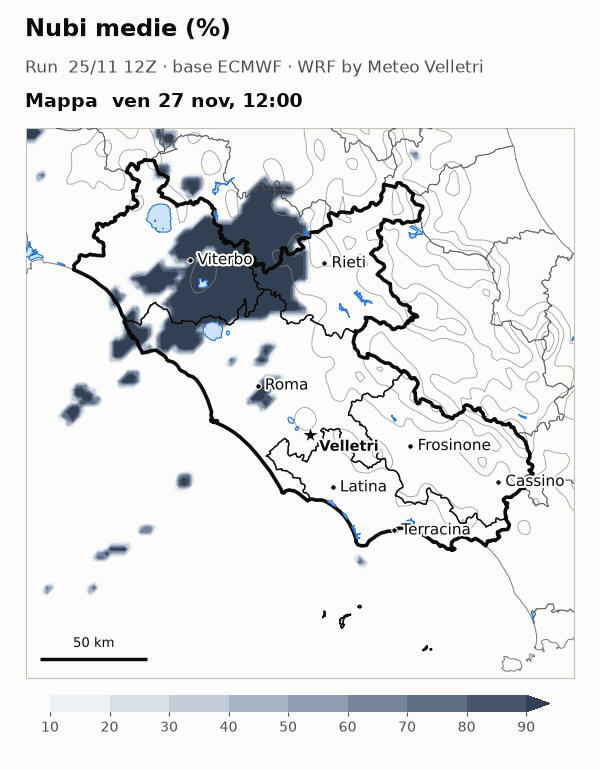 Nubi medie (%)
Run  25/11 12Z · base ECMWF · WRF by Meteo Velletri
Mappa  ven 27 nov, 12:00
Viterbo
Rieti
Roma
Velletri
Frosinone
Cassino
Latina
Terracina
50 km
10 20 30 40 50 60 70 80 90